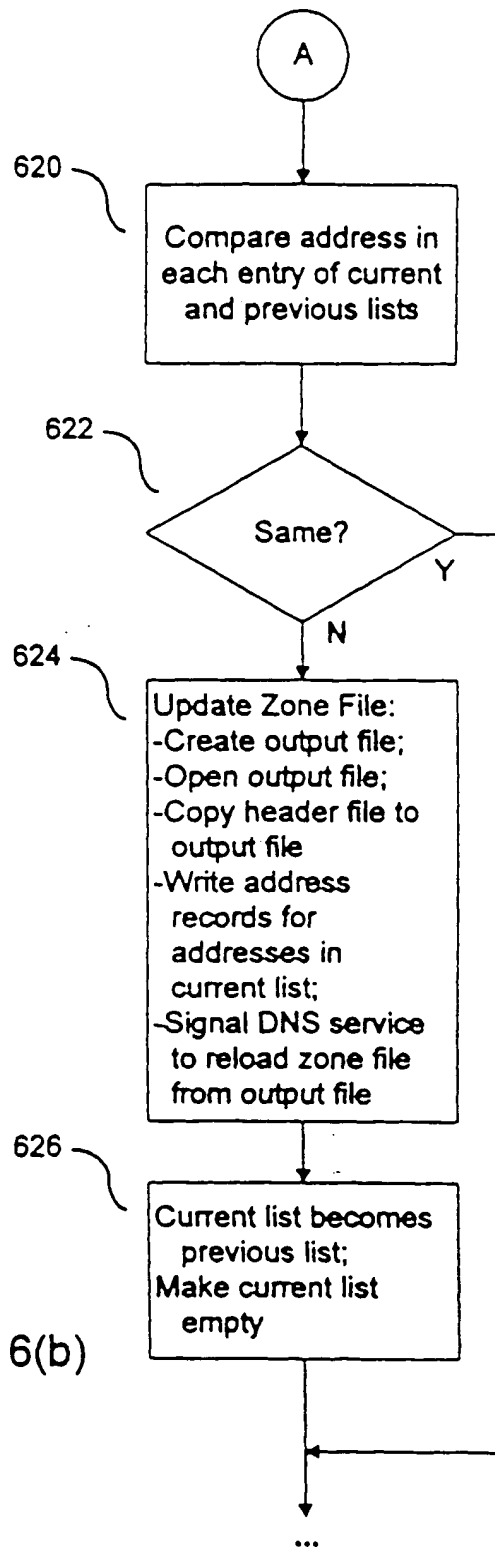 A
620
Compare address in
each entry of current
and previous lists
622
Same?
Y
N
624
Update Zone File:
-Create output file;
-Open output file;
-Copy header file to
output file
-Write address
records for
addresses in
current list;
-Signal DNS service
to reload zone file
from output file
626
Current list becomes
previous list;
Make current list
empty
6(b)
...